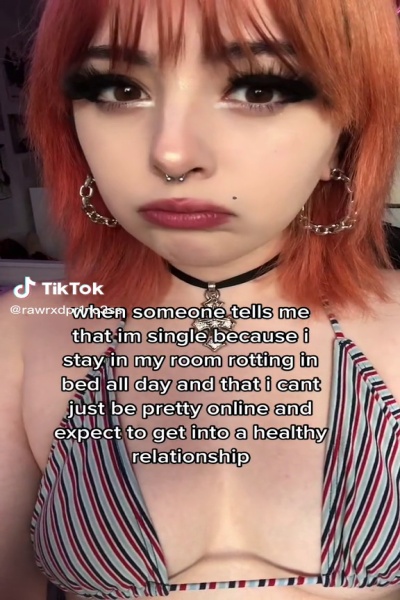 TikTok
when someone tells me
that im single because i
stay in my room rotting in
bed all day and that i cant
just be pretty online and
expect to get into a healthy
relationship